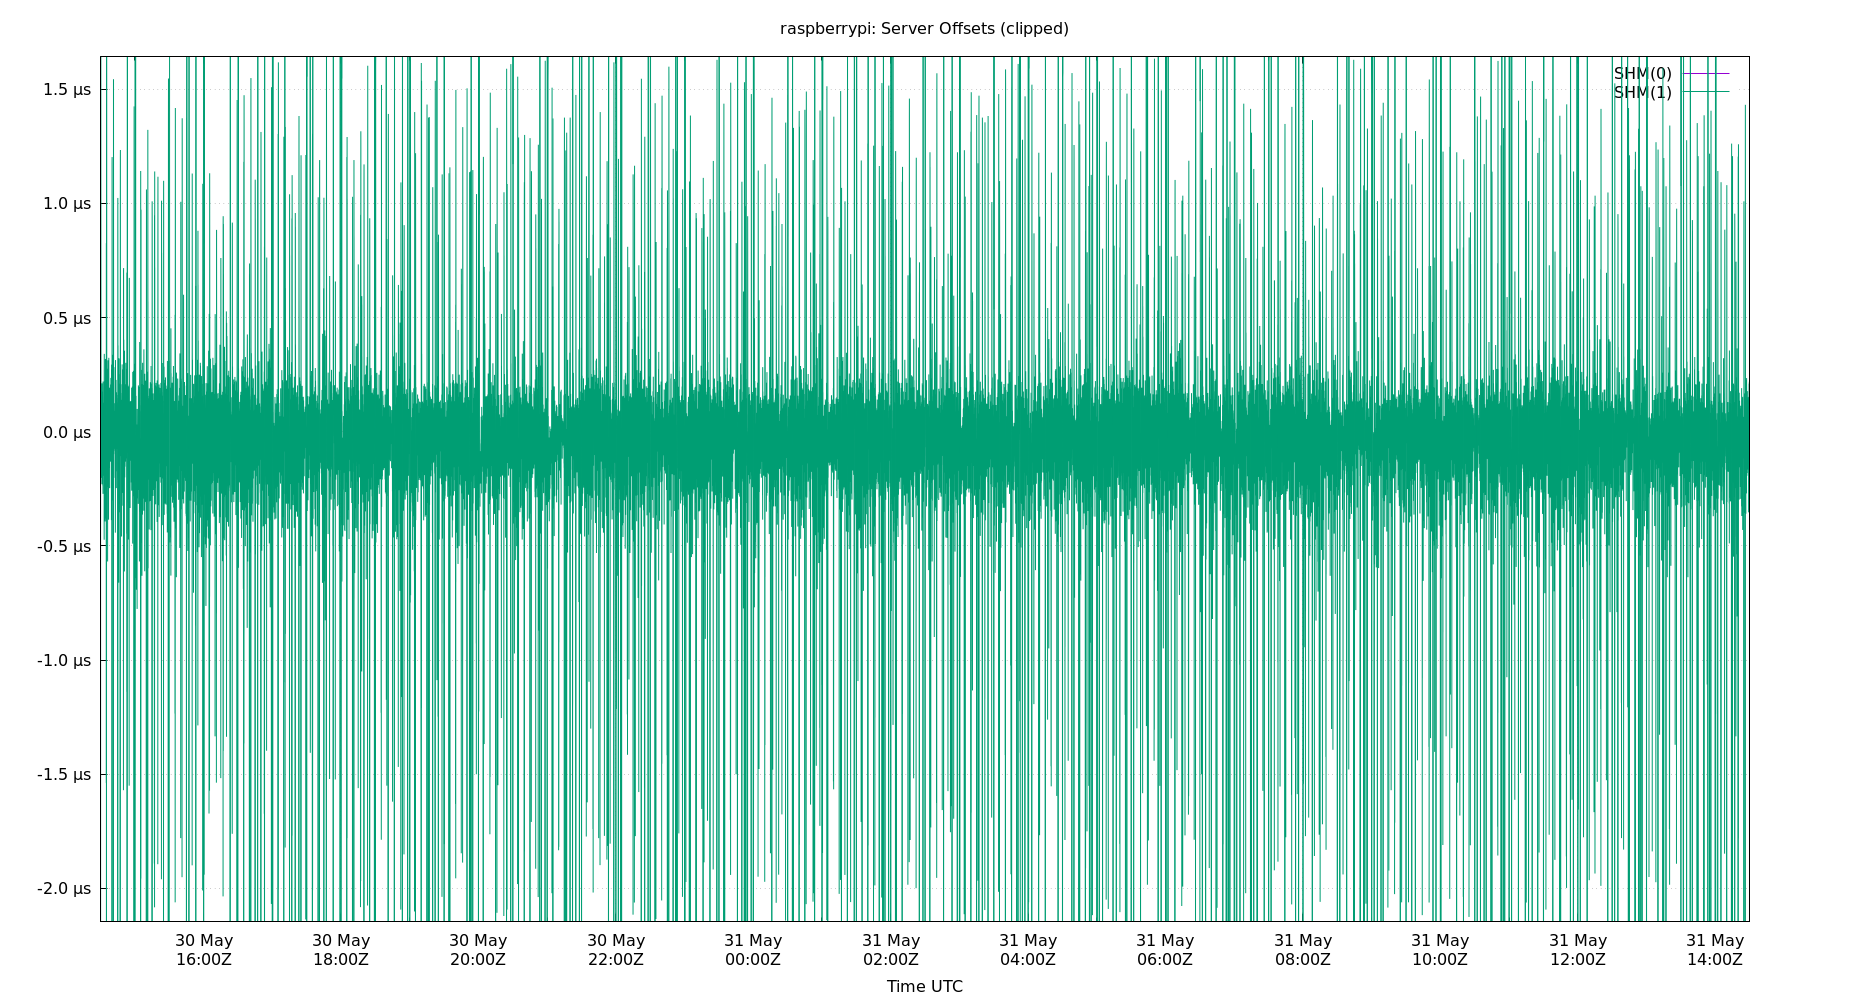 raspberrypi: Server Offsets (clipped)
SHM(0)
SHM(1)
1.5 µs
1.0 µs
0.5 µs
0.0 µs
-0.5 µs
-1.0 µs
-1.5 µs
-2.0 µs
30 May 30 May 30 May 30 May 31 May 31 May 31 May 31 May 31 May 31 May 31 May 31 May
16:00Z 18:00Z 20:00Z 22:00Z 00:00Z 02:00Z 04:00Z 06:00Z 08:00Z 10:00Z 12:00Z 14:00Z
Time UTC